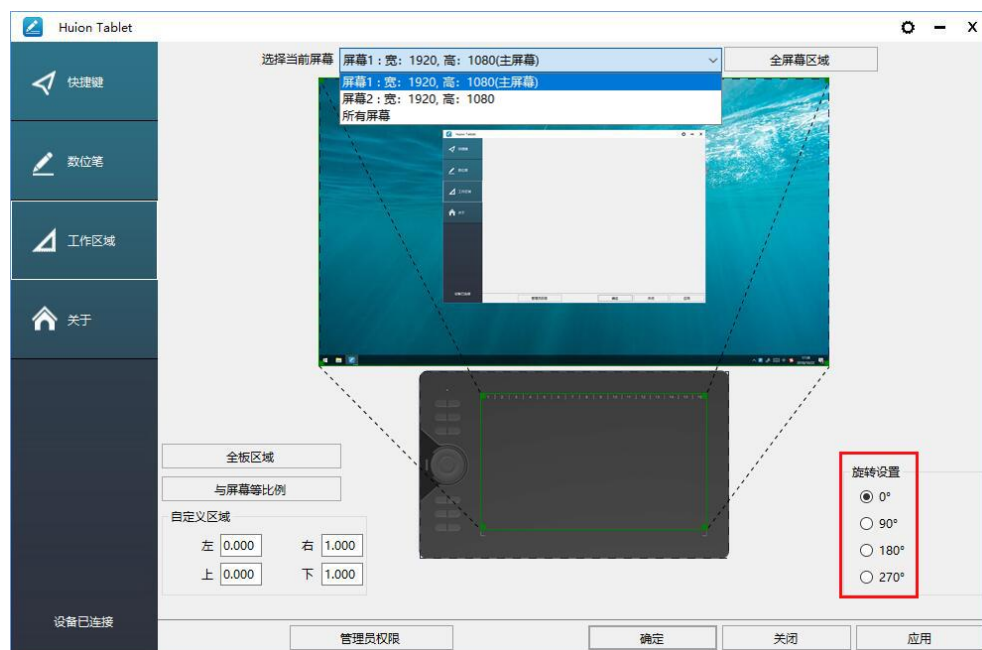 Huion Tablet
选择当前屏幕
屏幕1：宽：1920, 高：1080(主屏幕)
全屏幕区域
屏幕1：宽：1920, 高：1080(主屏幕)
屏幕2：宽：1920, 高：1080
所有屏幕
快捷键
数位笔
工作区域
关于
设备已连接
全板区域
与屏幕等比例
自定义区域
左 0.000 右 1.000
上 0.000 下 1.000
旋转设置
0°
90°
180°
270°
管理员权限
确定
关闭
应用